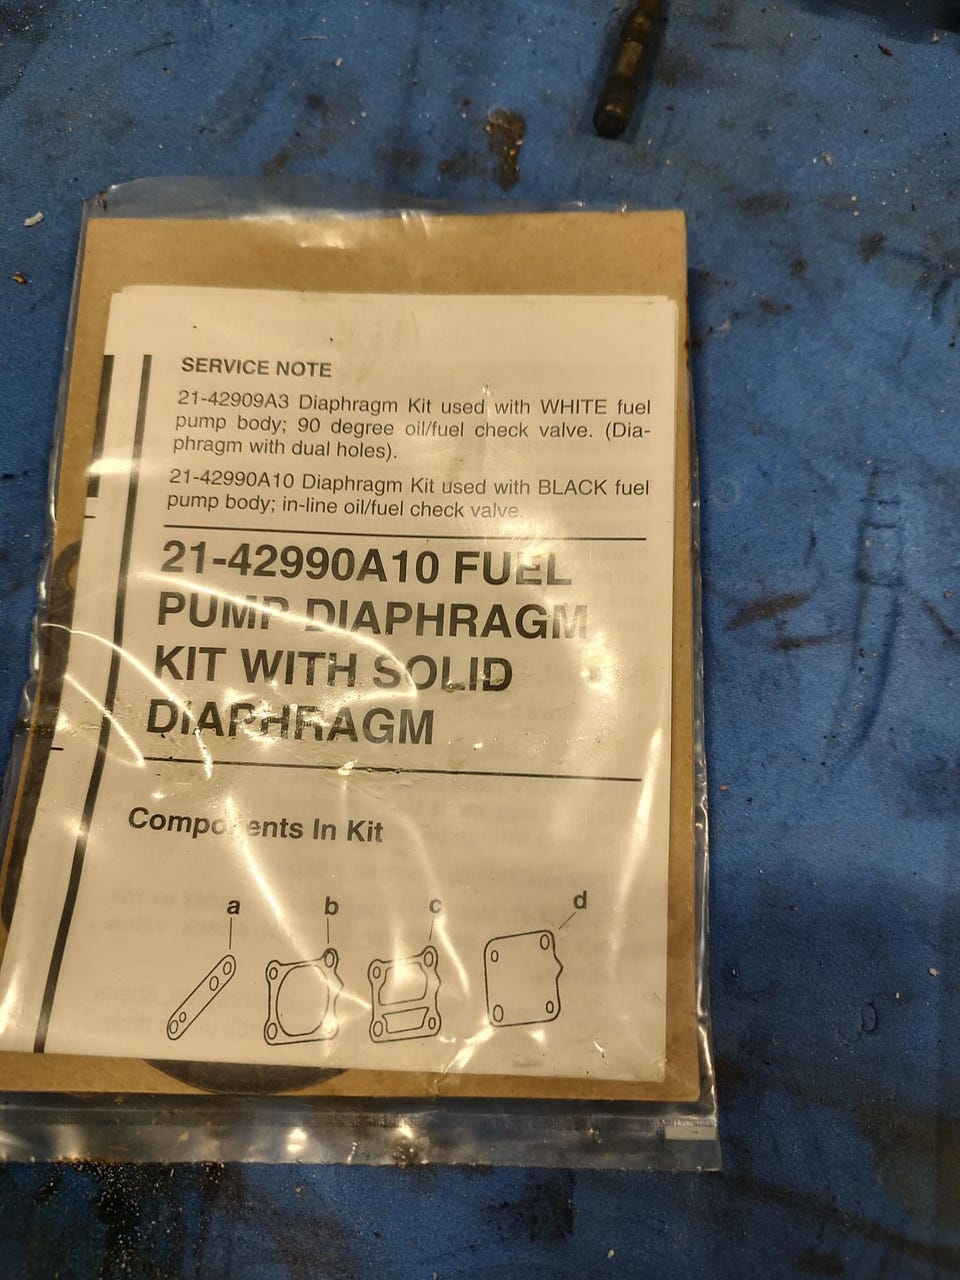 SERVICE NOTE
21-42909A3 Diaphragm Kit used with WHITE fuel
pump body; 90 degree oil/fuel check valve. (Dia-
phragm with dual holes).
21-42990A10 Diaphragm Kit used with BLACK fuel
pump body; in-line oil/fuel check valve.
21-42990A10 FUEL
PUMP DIAPHRAGM
KIT WITH SOLID
DIAPHRAGM
Components In Kit
a b c d